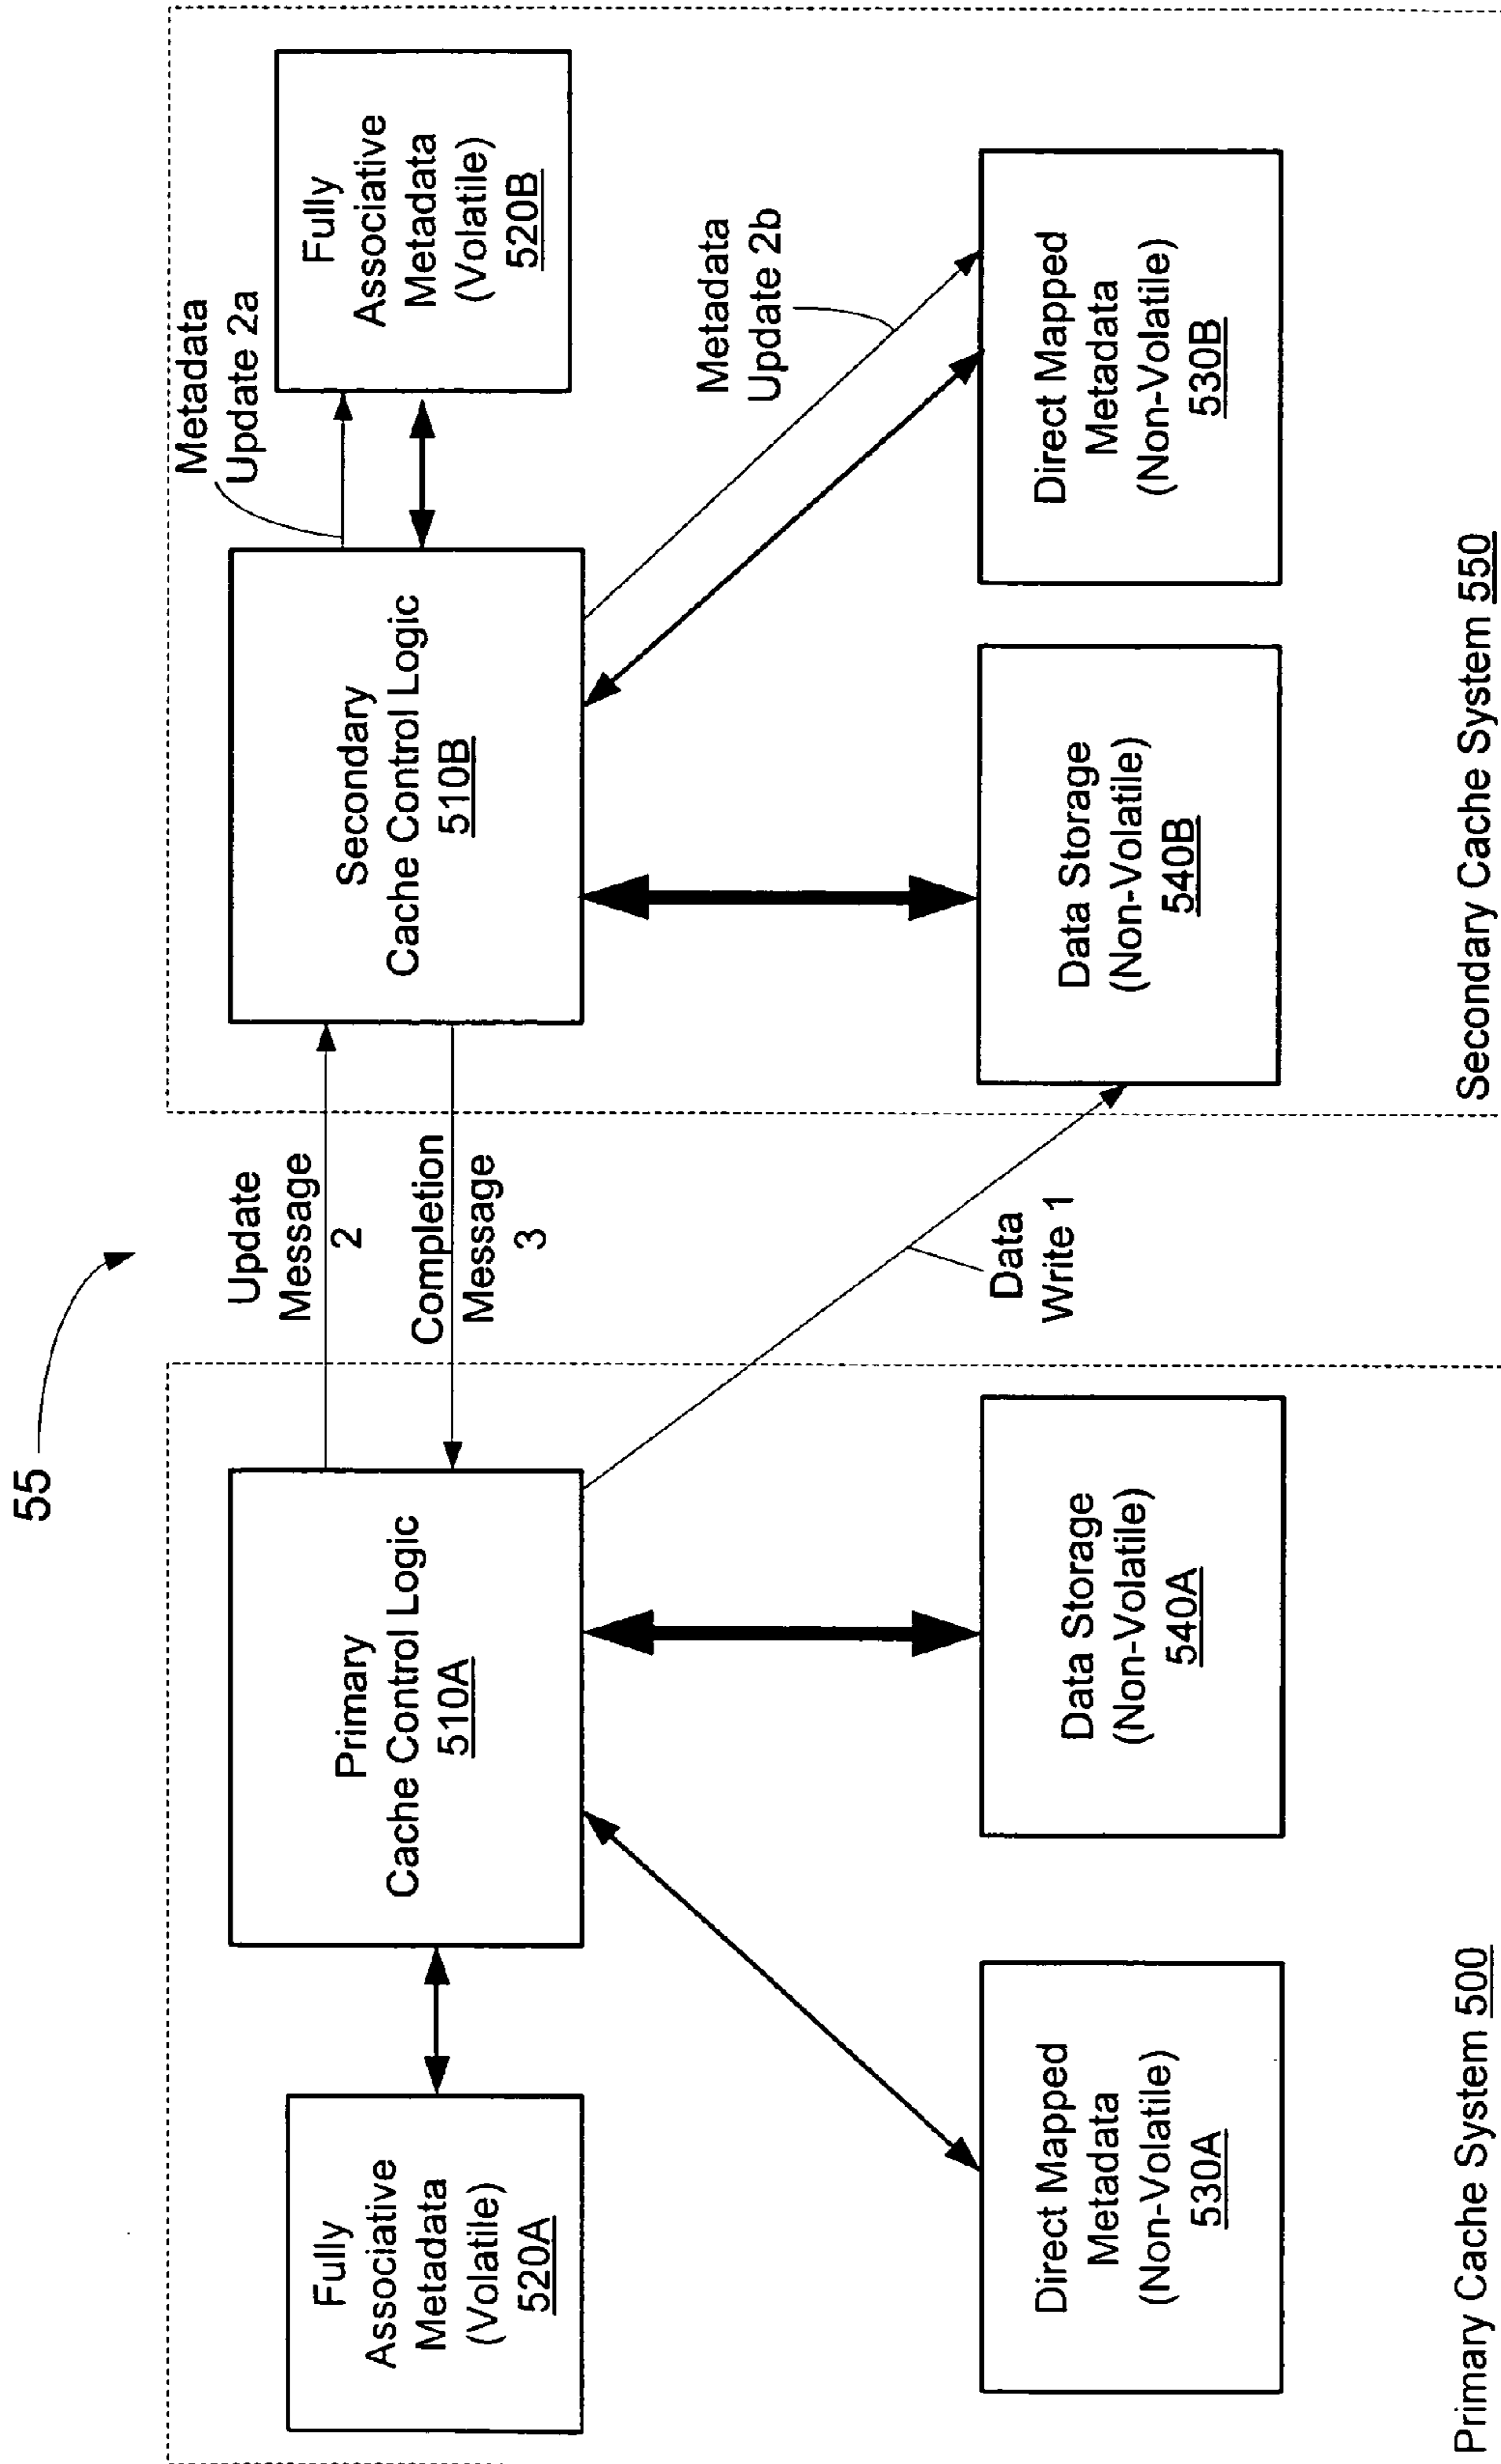 55
Fully
Associative
Metadata
(Volatile)
520A
Primary
Cache Control Logic
510A
Update
Message
2
Completion
Message
3
Secondary
Cache Control Logic
510B
Metadata
Update 2a
Fully
Associative
Metadata
(Volatile)
520B
Direct Mapped
Metadata
(Non-Volatile)
530A
Data Storage
(Non-Volatile)
540A
Data
Write 1
Data Storage
(Non-Volatile)
540B
Metadata
Update 2b
Direct Mapped
Metadata
(Non-Volatile)
530B
Primary Cache System 500
Secondary Cache System 550